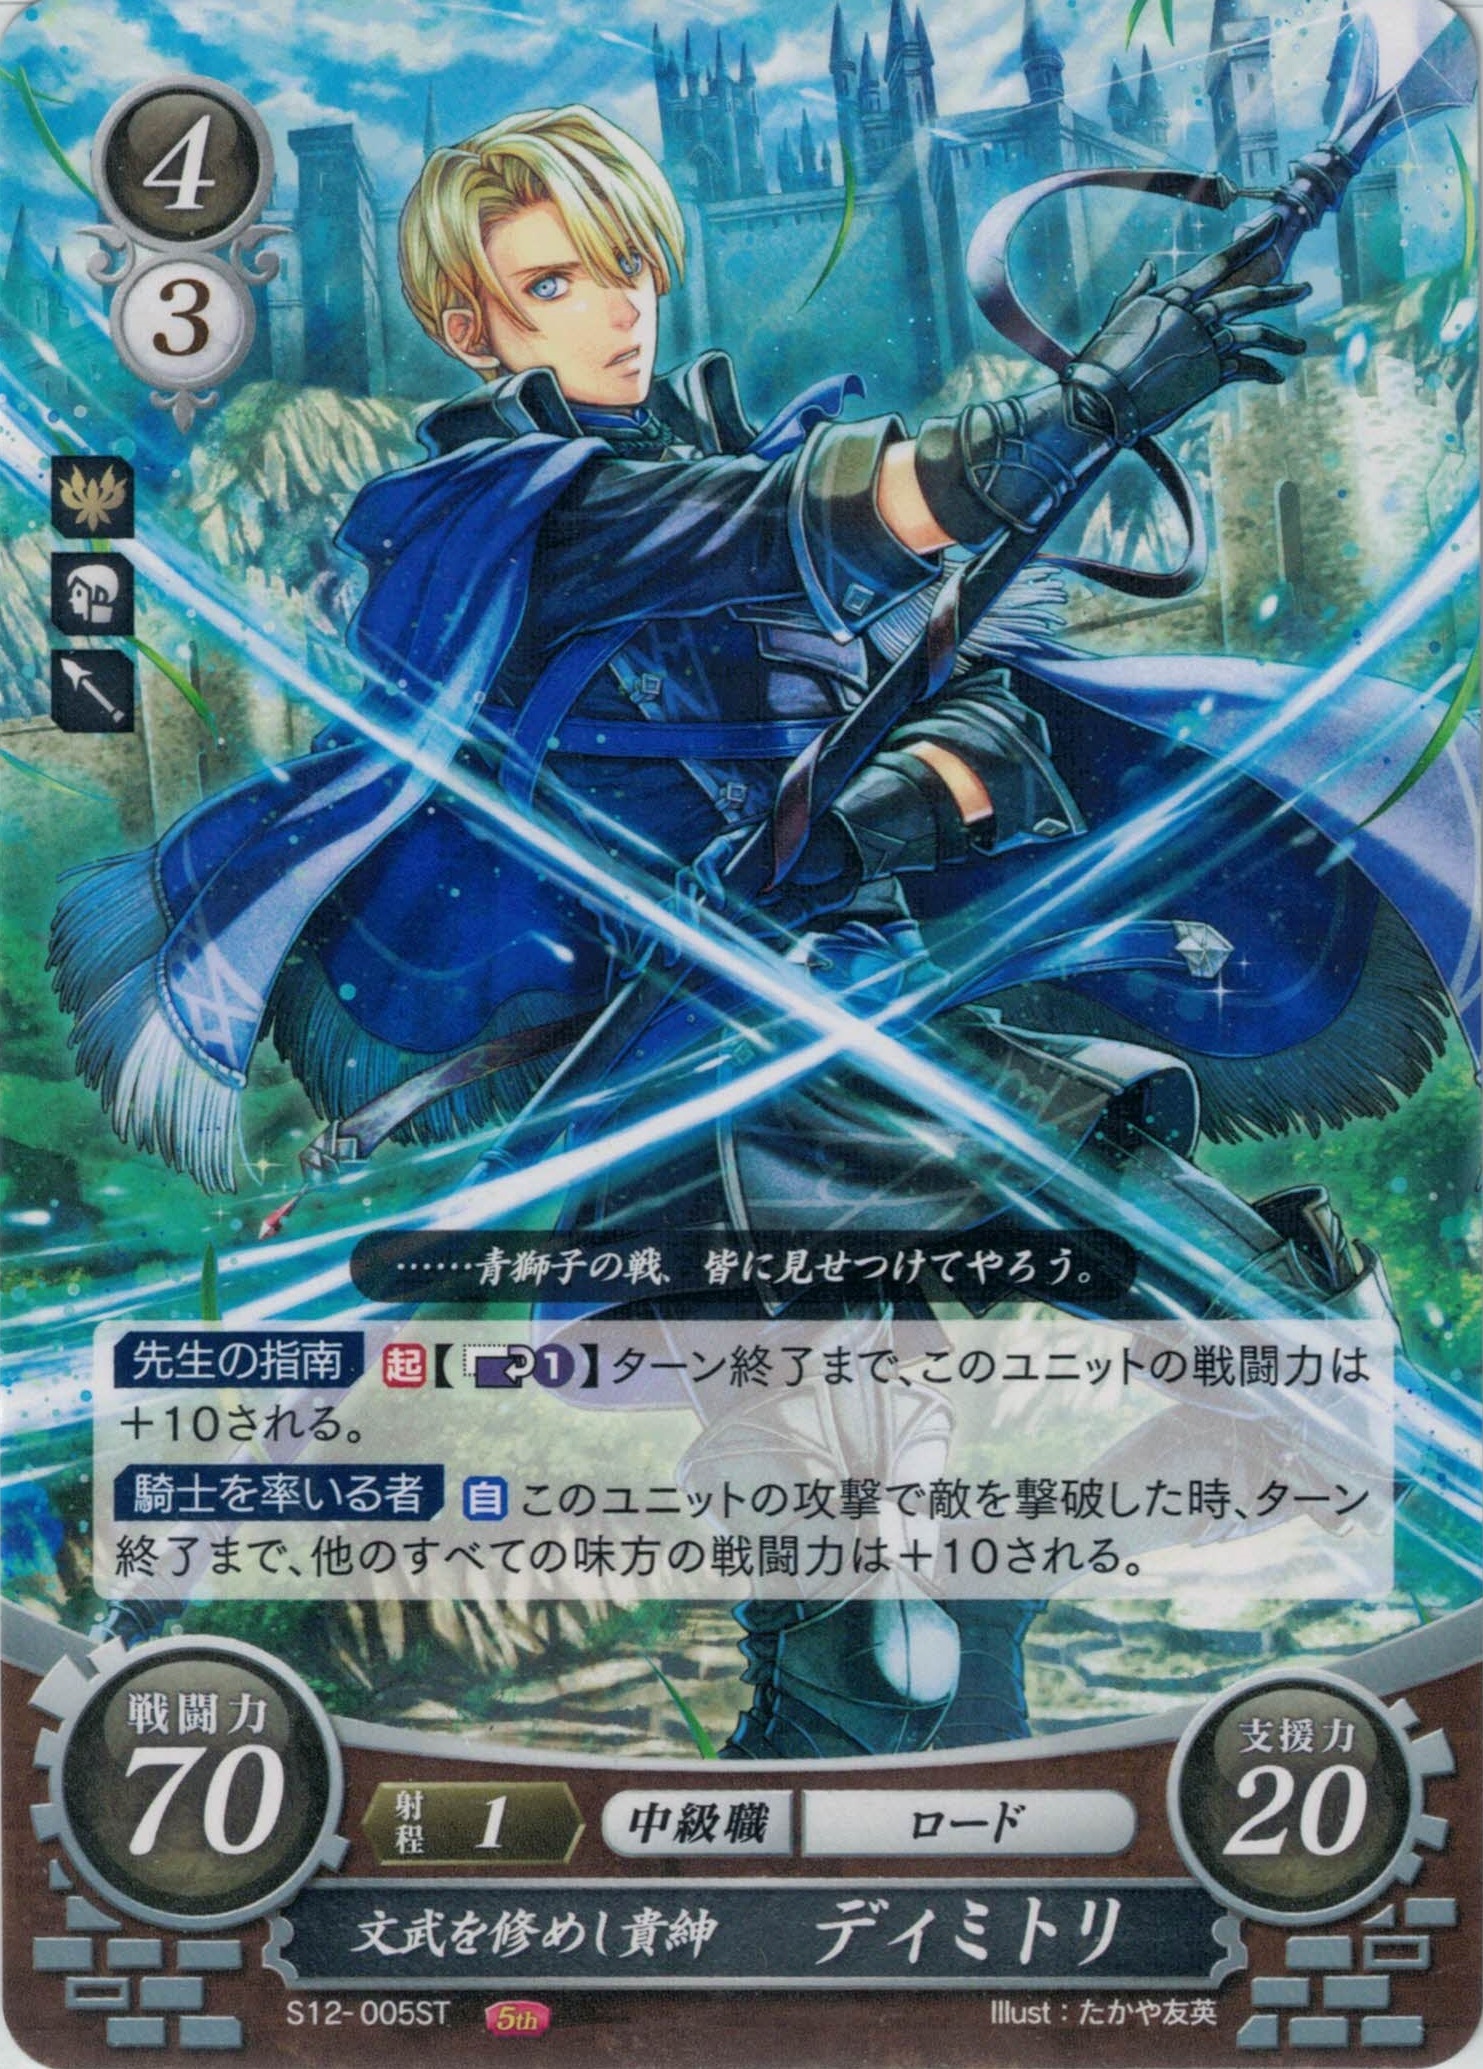 4
3
……青獅子の戦、皆に見せつけてやろう。
先生の指南 起【1】ターン終了まで、このユニットの戦闘力は
＋10される。
騎士を率いる者 自 このユニットの攻撃で敵を撃破した時、ターン
終了まで、他のすべての味方の戦闘力は＋10される。
戦闘力
70
射程 1
中級職 ロード
支援力
20
文武を修めし貴紳 ディミトリ
S12-005ST 5th Illust：たかや友英